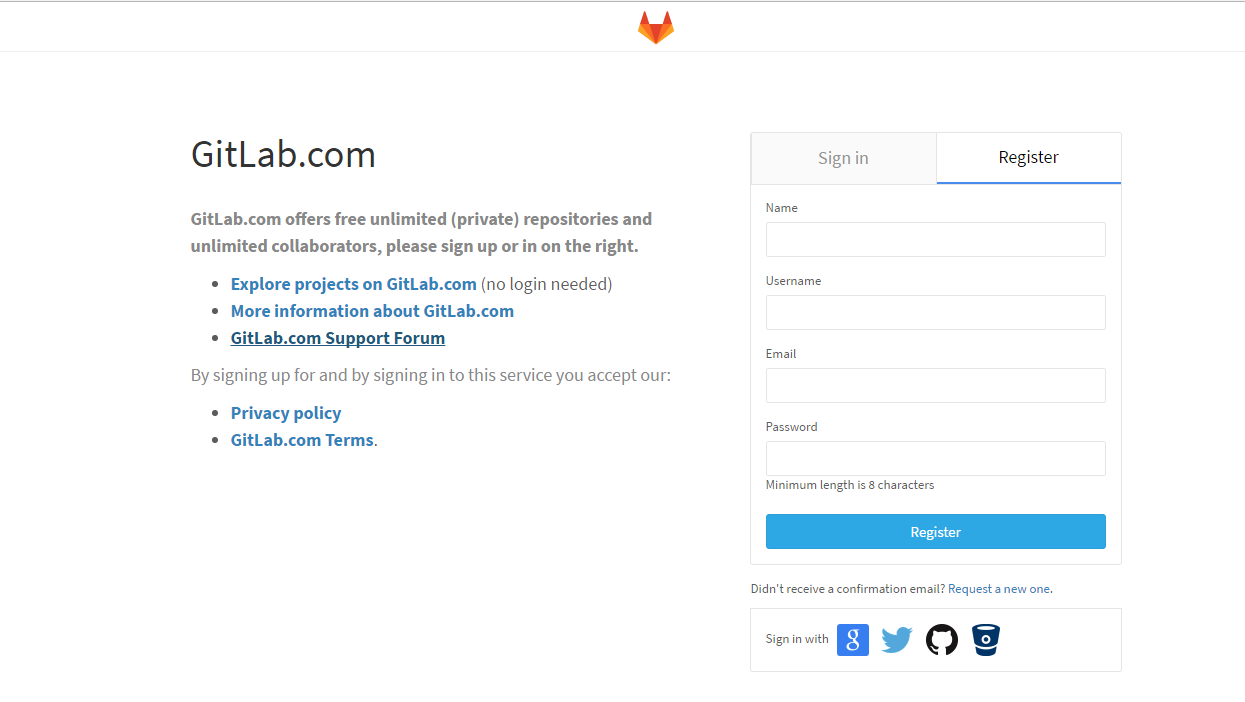 GitLab.com
GitLab.com offers free unlimited (private) repositories and
unlimited collaborators, please sign up or in on the right.
Explore projects on GitLab.com (no login needed)
More information about GitLab.com
GitLab.com Support Forum
By signing up for and by signing in to this service you accept our:
Privacy policy
GitLab.com Terms.
Sign in
Register
Name
Username
Email
Password
Minimum length is 8 characters
Register
Didn't receive a confirmation email? Request a new one.
Sign in with